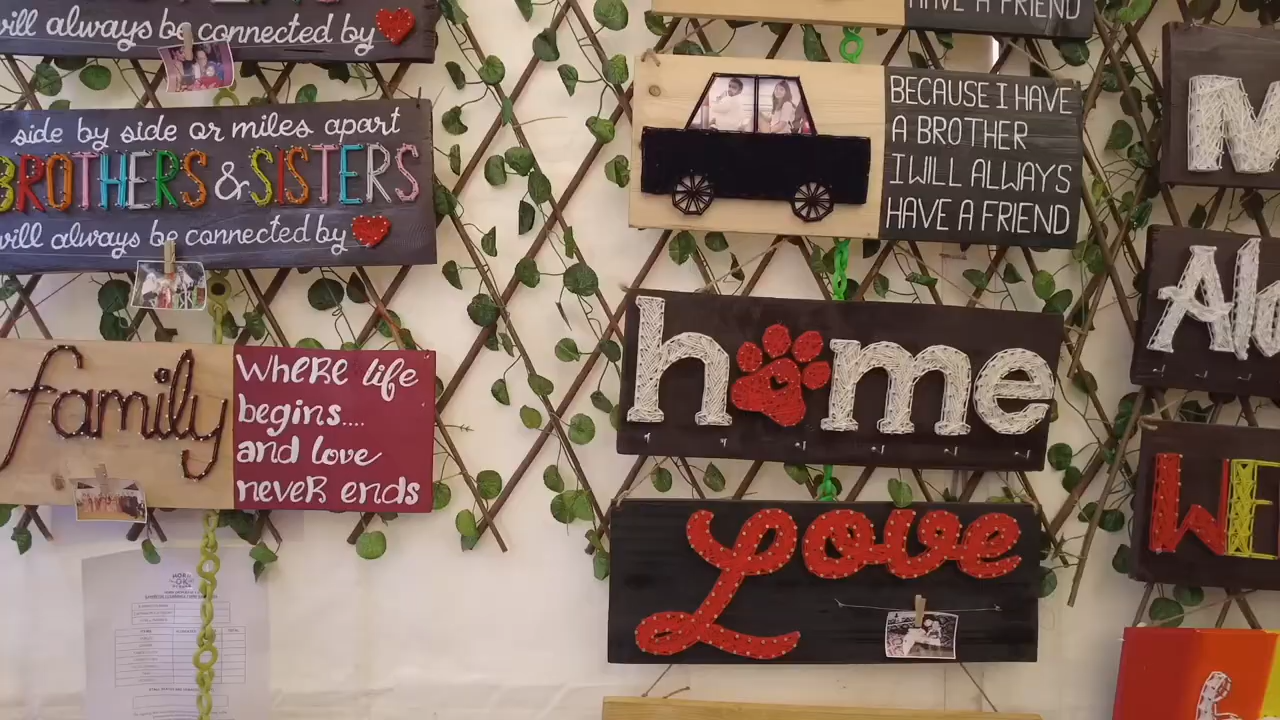 will always be connected by
side by side or miles apart
BROTHERS & SISTERS
will always be connected by
family
Where life
begins....
and love
never ends
HAVE A FRIEND
BECAUSE I HAVE
A BROTHER
I WILL ALWAYS
HAVE A FRIEND
home
Love